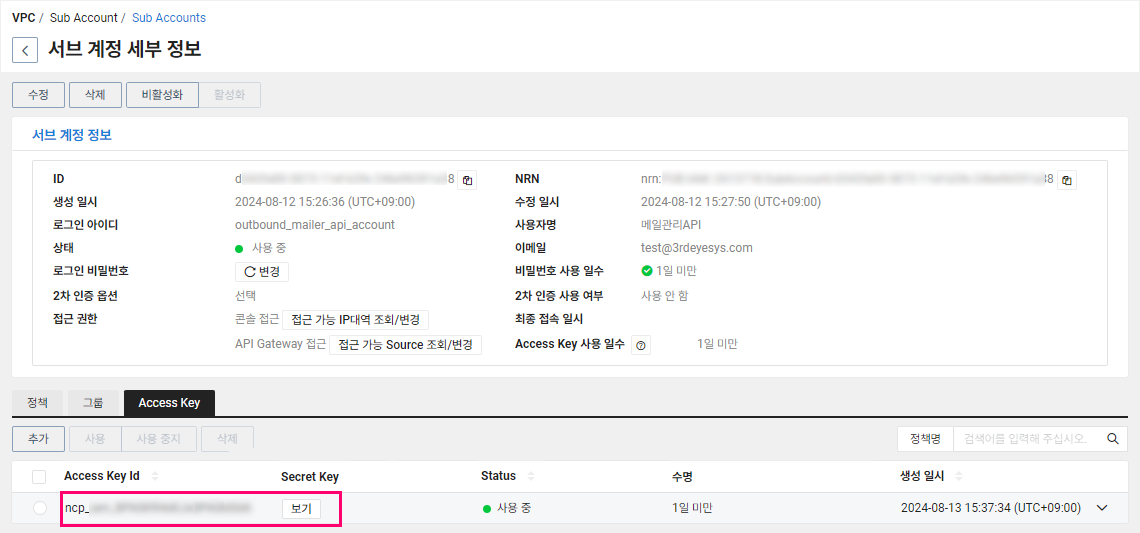 VPC / Sub Account / Sub Accounts
서브 계정 세부 정보
수정 삭제 비활성화 활성화
서브 계정 정보
ID d 8 NRN nrn: 38
생성 일시 2024-08-12 15:26:36 (UTC+09:00) 수정 일시 2024-08-12 15:27:50 (UTC+09:00)
로그인 아이디 outbound_mailer_api_account 사용자명 메일관리API
상태 사용 중 이메일 test@3rdeyesys.com
로그인 비밀번호 변경 비밀번호 사용 일수 1일 미만
2차 인증 옵션 선택 2차 인증 사용 여부 사용 안 함
접근 권한 콘솔 접근 접근 가능 IP대역 조회/변경 최종 접속 일시
API Gateway 접근 접근 가능 Source 조회/변경 Access Key 사용 일수 1일 미만
정책 그룹 Access Key
추가 사용 사용 중지 삭제 정책명 검색어를 입력해 주십시오.
Access Key Id Secret Key Status 수명 생성 일시
ncp_ 보기 사용 중 1일 미만 2024-08-13 15:37:34 (UTC+09:00)